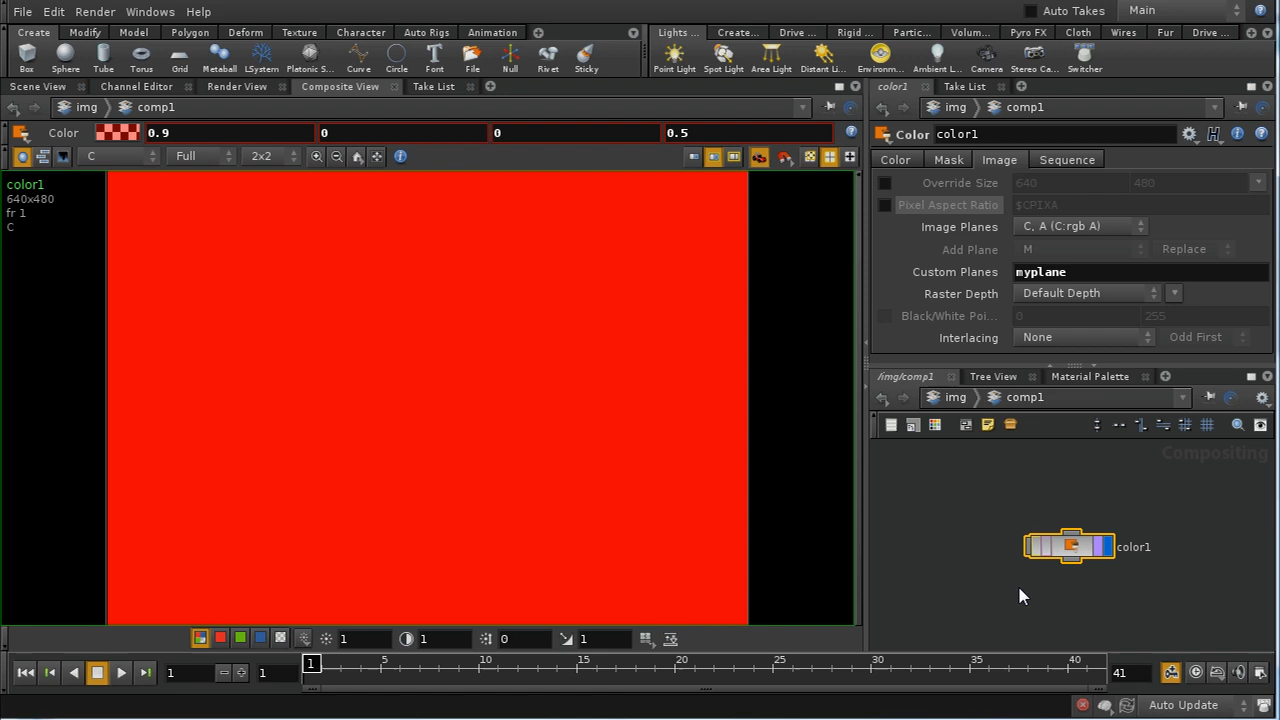 File Edit Render Windows Help Auto Takes Main
Create Modify Model Polygon Deform Texture Character Auto Rigs Animation Lights ... Create... Drive ... Rigid ... Partic... Volum... Pyro FX Cloth Wires Fur Drive ...
Box Sphere Tube Torus Grid Metaball LSystem Platonic S... Curve Circle Font File Null Rivet Sticky Point Light Spot Light Area Light Distant Li... Environm... Ambient L... Camera Stereo Ca... Switcher
Scene View Channel Editor Render View Composite View Take List color1 Take List
img comp1 img comp1
Color 0.9 0 0 0.5 Color color1
C Full 2x2 Color Mask Image Sequence
color1
640x480
fr 1
C
Override Size 640 480
Pixel Aspect Ratio $CPIXA
Image Planes C, A (C:rgb A)
Add Plane M Replace
Custom Planes myplane
Raster Depth Default Depth
Black/White Poi... 0 255
Interlacing None Odd First
/img/comp1 Tree View Material Palette
img comp1
Compositing
color1
1 1 0 1
1 1 1 5 10 15 20 25 30 35 40 41
Auto Update